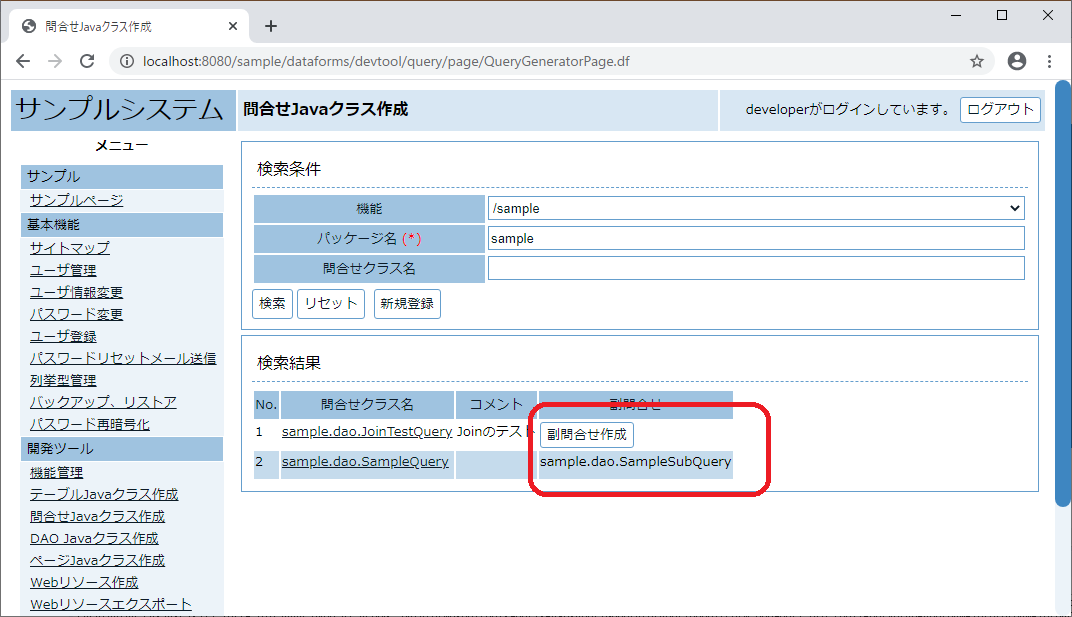 問合せJavaクラス作成
localhost:8080/sample/dataforms/devtool/query/page/QueryGeneratorPage.df
サンプルシステム
問合せJavaクラス作成
developerがログインしています。 ログアウト
メニュー
サンプル
サンプルページ
基本機能
サイトマップ
ユーザ管理
ユーザ情報変更
パスワード変更
ユーザ登録
パスワードリセットメール送信
列挙型管理
バックアップ、リストア
パスワード再暗号化
開発ツール
機能管理
テーブルJavaクラス作成
問合せJavaクラス作成
DAO Javaクラス作成
ページJavaクラス作成
Webリソース作成
Webリソースエクスポート
検索条件
機能 /sample
パッケージ名 (*) sample
問合せクラス名
検索 リセット 新規登録
検索結果
No. 問合せクラス名 コメント 副問合せ
1 sample.dao.JoinTestQuery Joinのテスト 副問合せ作成
2 sample.dao.SampleQuery sample.dao.SampleSubQuery